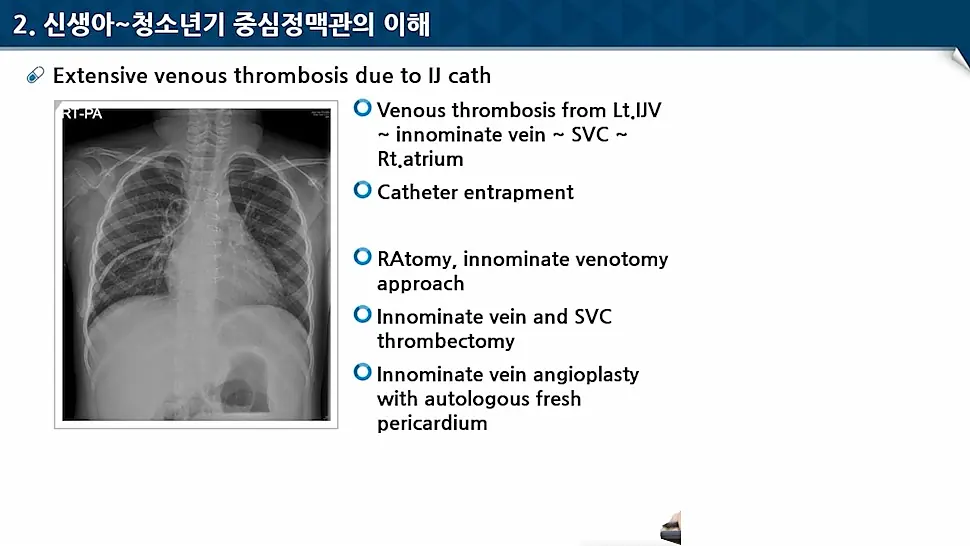 2. 신생아~청소년기 중심정맥관의 이해
Extensive venous thrombosis due to IJ cath
RT-PA
Venous thrombosis from Lt.IJV
~ innominate vein ~ SVC ~
Rt.atrium
Catheter entrapment
RAtomy, innominate venotomy
approach
Innominate vein and SVC
thrombectomy
Innominate vein angioplasty
with autologous fresh
pericardium